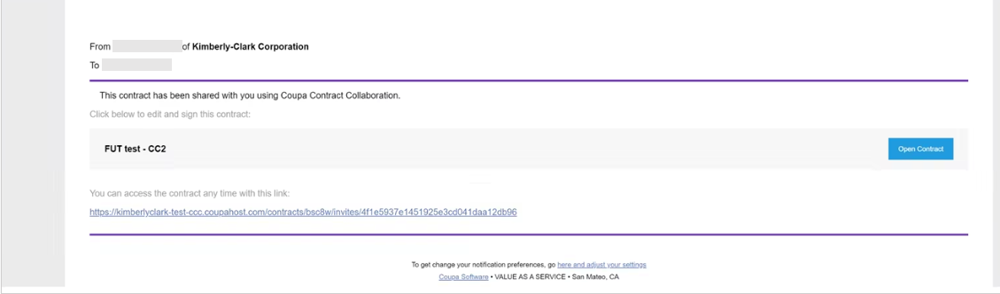 From of Kimberly-Clark Corporation
To
This contract has been shared with you using Coupa Contract Collaboration.
Click below to edit and sign this contract:
FUT test - CC2
Open Contract
You can access the contract any time with this link:
https://kimberlyclark-test-ccc.coupahost.com/contracts/bsc8w/invites/4f1e5937e1451925e3cd041daa12db96
To get change your notification preferences, go here and adjust your settings
Coupa Software • VALUE AS A SERVICE • San Mateo, CA